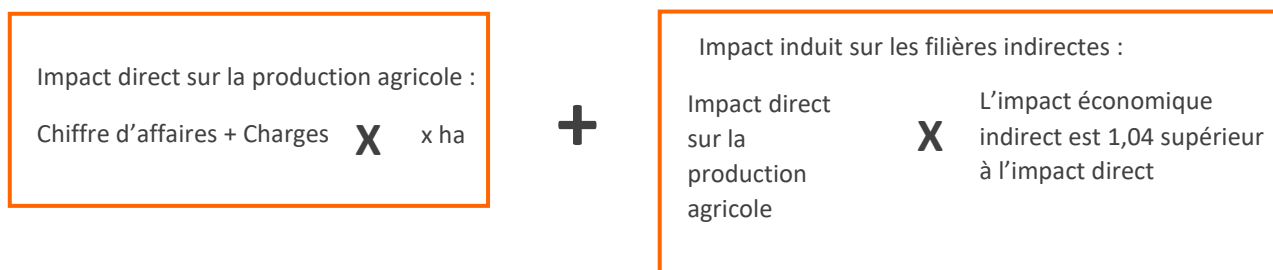 Impact direct sur la production agricole :
Chiffre d’affaires + Charges X x ha
+
Impact induit sur les filières indirectes :
Impact direct
sur la
production
agricole
X
L’impact économique
indirect est 1,04 supérieur
à l’impact direct